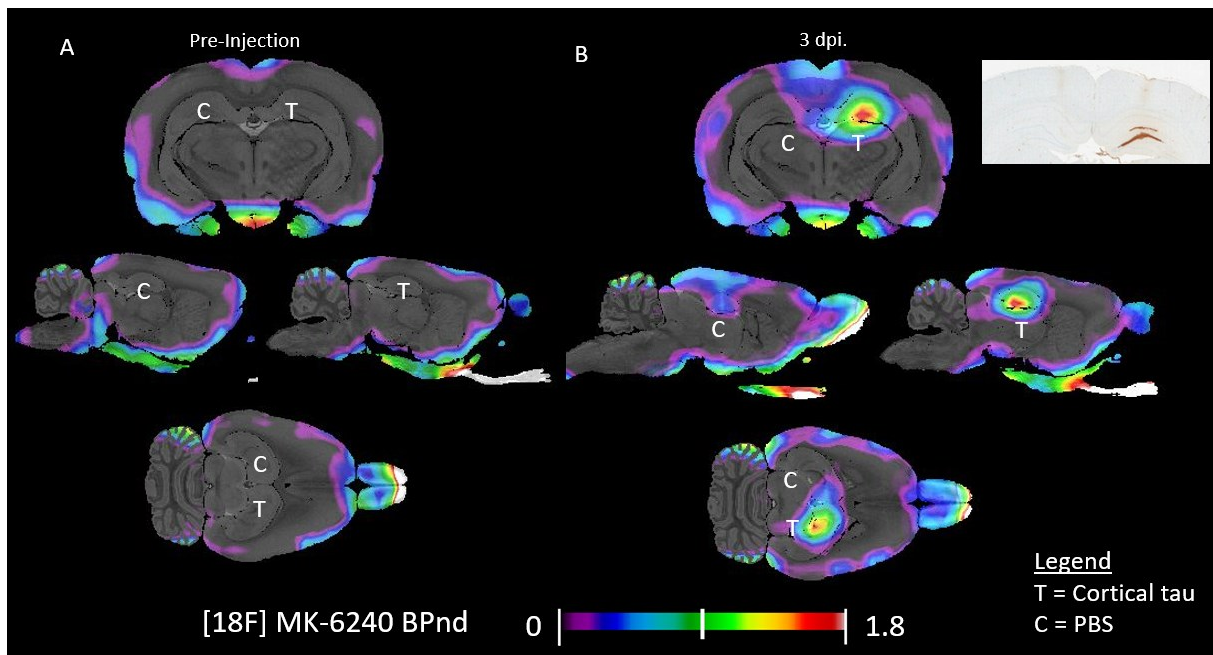 A
Pre-Injection
B
3 dpi.
C
T
C
T
C
T
C
T
C
T
C
T
Legend
T = Cortical tau
C = PBS
[18F] MK-6240 BPnd
0
1.8